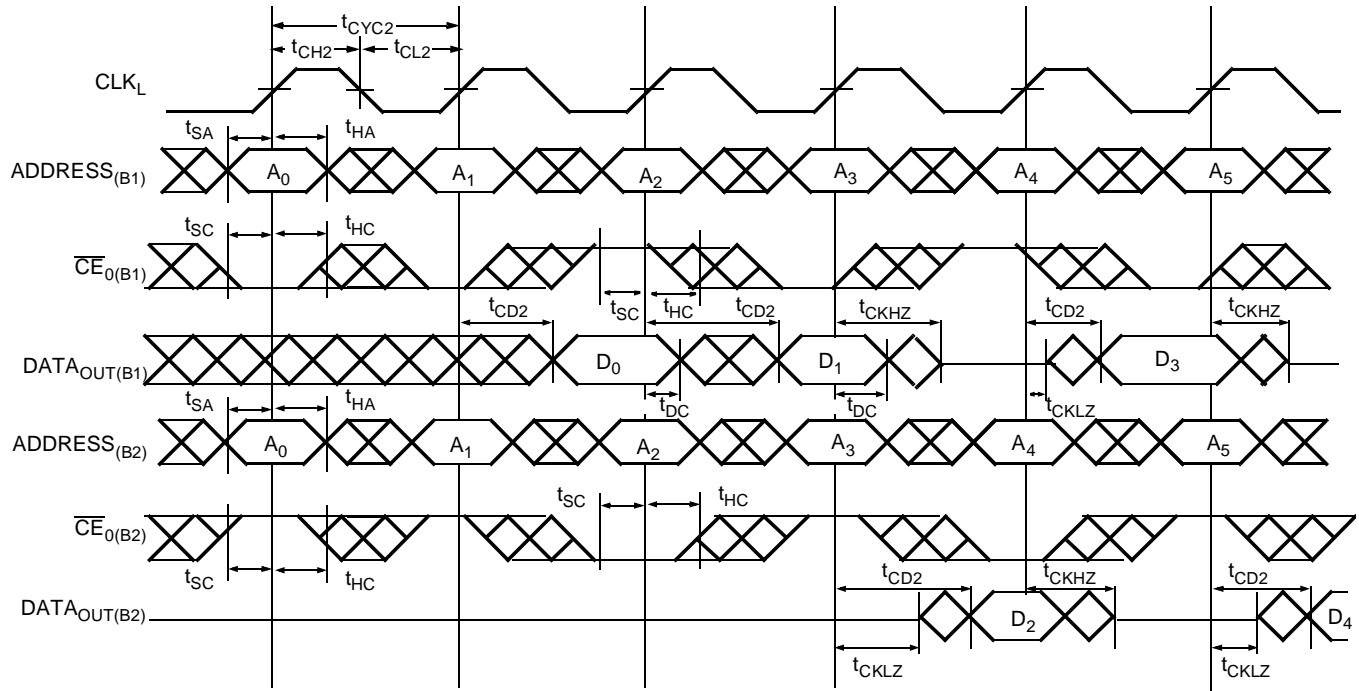 tCYC2
tCH2 tCL2
CLKL
tSA tHA
ADDRESS(B1) A0 A1 A2 A3 A4 A5
tSC tHC
CE0(B1)
tSC tHC
tCD2 tCD2 tCKHZ tCD2 tCKHZ
DATAOUT(B1) D0 D1 D3
tDC tDC tCKLZ
tSA tHA
ADDRESS(B2) A0 A1 A2 A3 A4 A5
tSC tHC
CE0(B2)
tSC tHC
tCD2 tCKHZ tCD2
DATAOUT(B2) D2 D4
tCKLZ tCKLZ